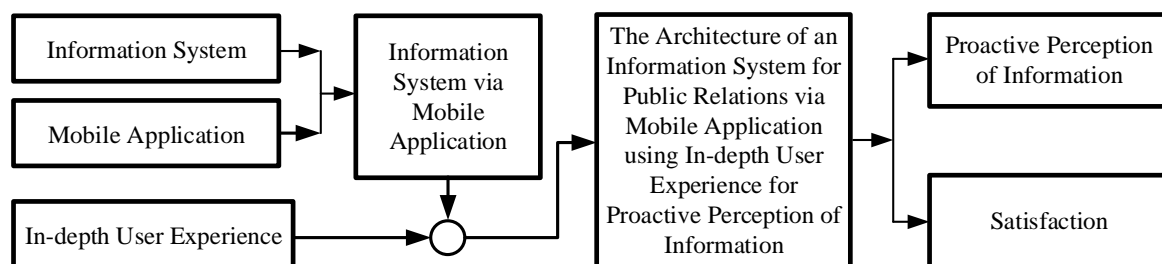 Information System
Mobile Application
In-depth User Experience
Information
System via
Mobile
Application
The Architecture of an
Information System for
Public Relations via
Mobile Application
using In-depth User
Experience for
Proactive Perception of
Information
Proactive Perception
of Information
Satisfaction